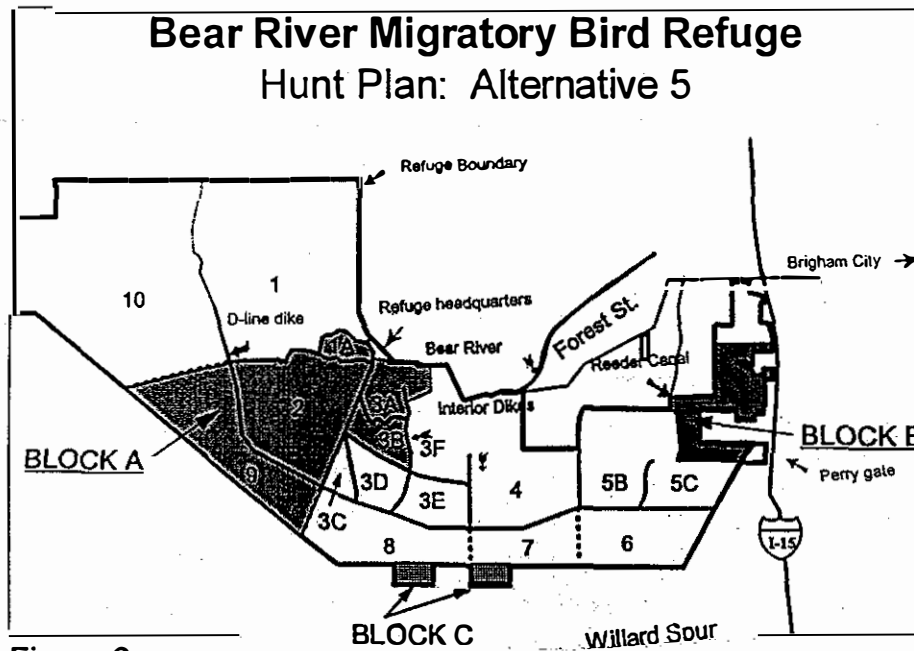 Bear River Migratory Bird Refuge
Hunt Plan: Alternative 5
Refuge Boundary
Brigham City
10
1
Refuge headquarters
D-line dike
Forest St.
1A
Bear River
Reeder Canal
2
3A
Interior Dikes
BLOCK A
3B
3F
BLOCK B
9
3D
3E
4
5B
5C
Perry gate
3C
8
7
6
I-15
BLOCK C
Willard Spur